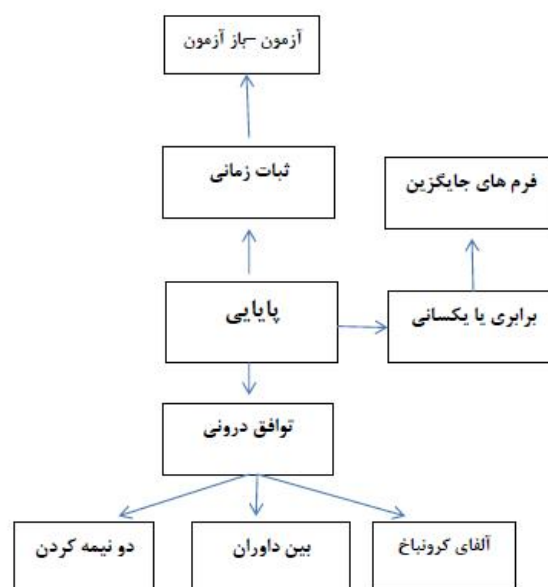 آزمون –باز آزمون
ثبات زمانی
فرم های جایگزین
پایایی
برابری یا یکسانی
توافق درونی
دو نیمه کردن
بین داوران
آلفای کرونباخ